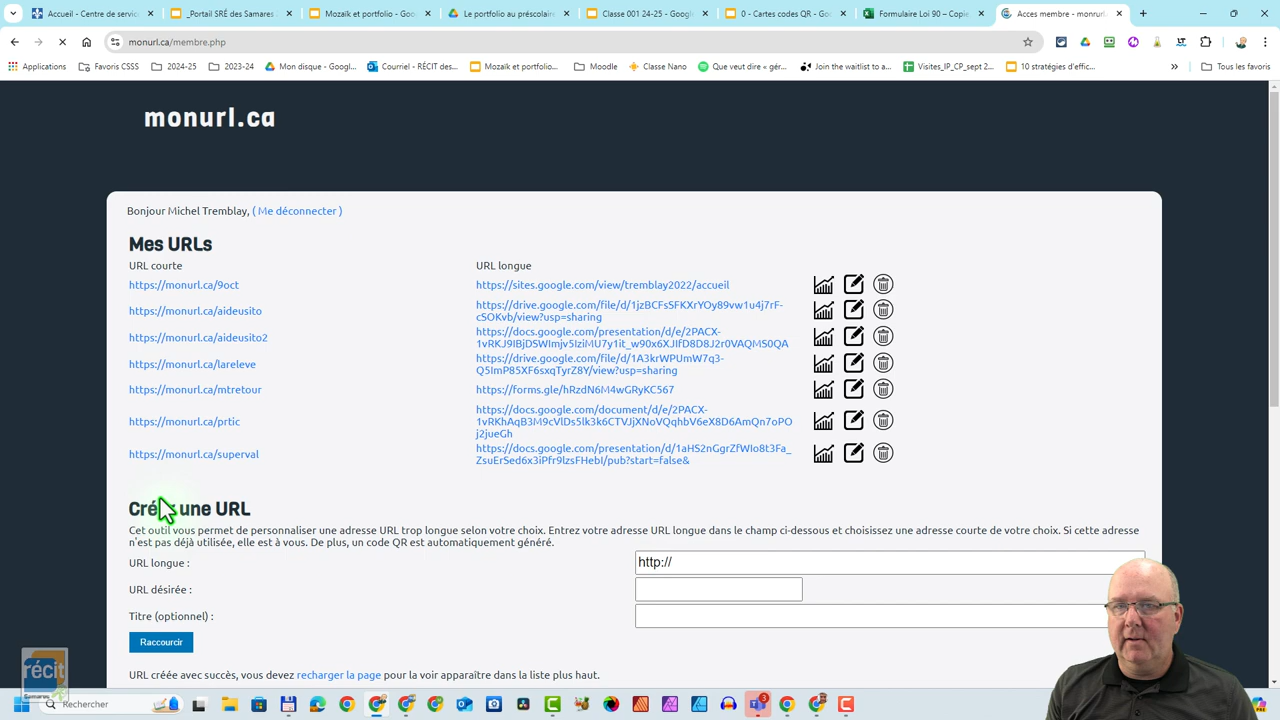 Accueil - Centre de service
_Portail SRÉ des Samares
Mozaïk et portfolio - Goo
Le portfolio au préscolaire
Classe 001 24-25 - Google
0 - Cartes codes QR - Goo
Formulaire Loi 90 – Copie
Acces membre - monurl.c
monurl.ca/membre.php
Applications
Favoris CSSS
2024-25
2023-24
Mon disque - Googl...
Courriel - RÉCIT des...
Mozaïk et portfolio...
Moodle
Classe Nano
Que veut dire « gér...
Join the waitlist to a...
Visites_IP_CP_sept 2...
10 stratégies d'effic...
Tous les favoris
monurl.ca
Bonjour Michel Tremblay, ( Me déconnecter )
Mes URLs
URL courte URL longue
https://monurl.ca/9oct https://sites.google.com/view/tremblay2022/accueil
https://monurl.ca/aideusito https://drive.google.com/file/d/1jzBCFsSFKXrYOy89vw1u4j7rF-
cSOKvb/view?usp=sharing
https://monurl.ca/aideusito2 https://docs.google.com/presentation/d/e/2PACX-
1vRKJ9IBjDSWImjv5IziMU7y1it_w90x6XJIfD8D8J2r0VAQMS0QA
https://monurl.ca/lareleve https://drive.google.com/file/d/1A3krWPUmW7q3-
Q5ImP85XF6sxqTyrZ8Y/view?usp=sharing
https://monurl.ca/mtretour https://forms.gle/hRzdN6M4wGRyKC567
https://monurl.ca/prtic https://docs.google.com/document/d/e/2PACX-
1vRKhAqB3M9cVlDs5lk3k6CTVJjXNoVQqhbV6eX8D6AmQn7oPO
j2jueGh
https://monurl.ca/superval https://docs.google.com/presentation/d/1aHS2nGgrZfWIo8t3Fa_
ZsuErSed6x3iPfr9lzsFHebI/pub?start=false&
Créez une URL
Cet outil vous permet de personnaliser une adresse URL trop longue selon votre choix. Entrez votre adresse URL longue dans le champ ci-dessous et choisissez une adresse courte de votre choix. Si cette adresse
n'est pas déjà utilisée, elle est à vous. De plus, un code QR est automatiquement généré.
URL longue : http://
URL désirée :
Titre (optionnel) :
Raccourcir
URL créée avec succès, vous devez recharger la page pour la voir apparaître dans la liste plus haut.
récit
Samares
Rechercher
3